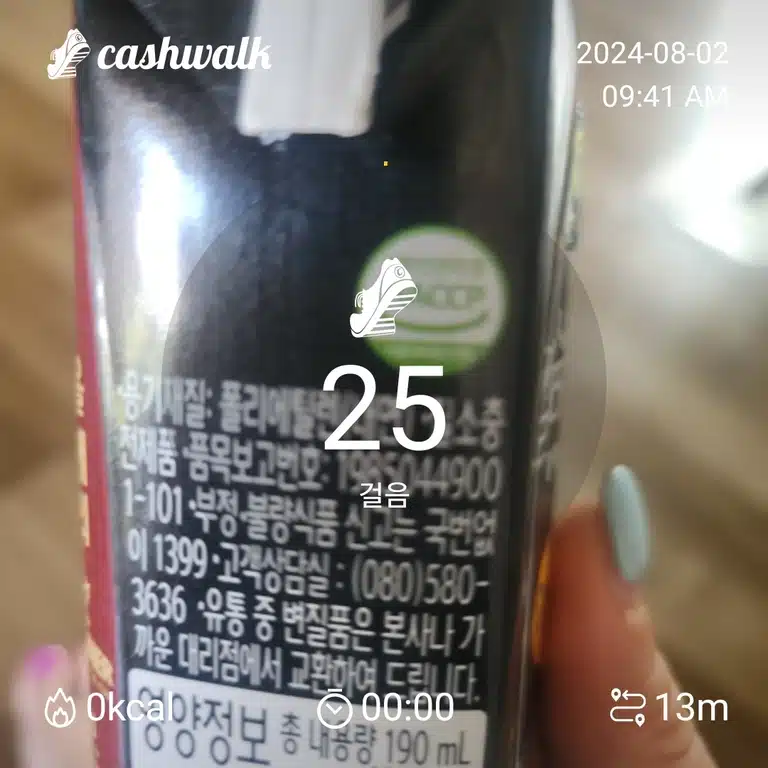 cashwalk
2024-08-02
09:41 AM
25
걸음
·용기재질: 폴리에틸렌
질소충
전제품 ·품목보고번호: 1985044900
1-101 ·부정·불량식품 신고는 국번없
이 1399 ·고객상담실 : (080)580-
3636 ·유통 중 변질품은 본사나 가
까운 대리점에서 교환하여 드립니다.
영양정보 총 내용량 190 mL
0kcal
00:00
13m